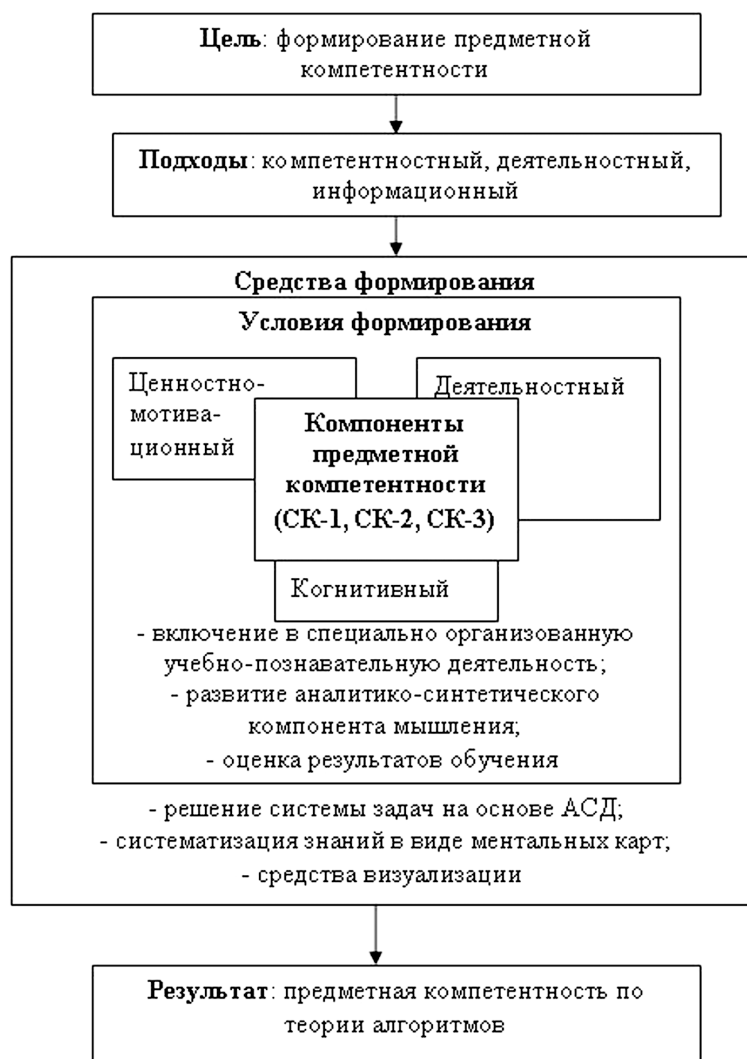 Цель: формирование предметной
компетентности
Подходы: компетентностный, деятельностный,
информационный
Средства формирования
Условия формирования
Ценностно-
мотива-
ционный
Деятельностный
Компоненты
предметной
компетентности
(СК-1, СК-2, СК-3)
Когнитивный
- включение в специально организованную
учебно-познавательную деятельность;
- развитие аналитико-синтетического
компонента мышления;
- оценка результатов обучения
- решение системы задач на основе АСД;
- систематизация знаний в виде ментальных карт;
- средства визуализации
Результат: предметная компетентность по
теории алгоритмов